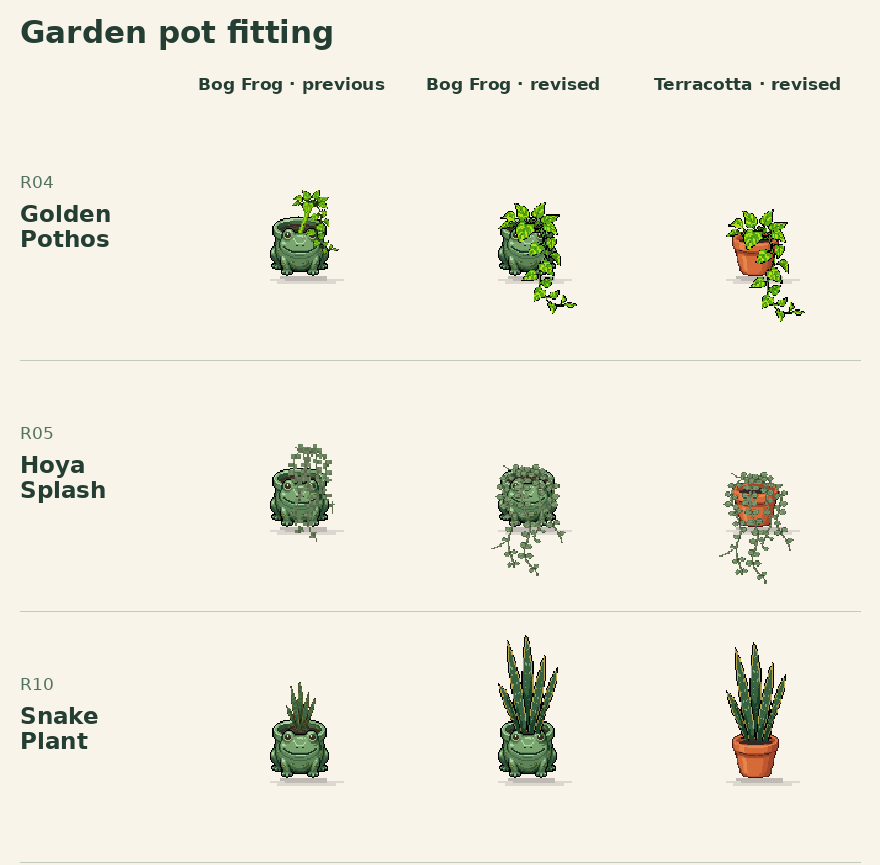 Garden pot fitting
Bog Frog · previous
Bog Frog · revised
Terracotta · revised
R04
Golden
Pothos
R05
Hoya
Splash
R10
Snake
Plant